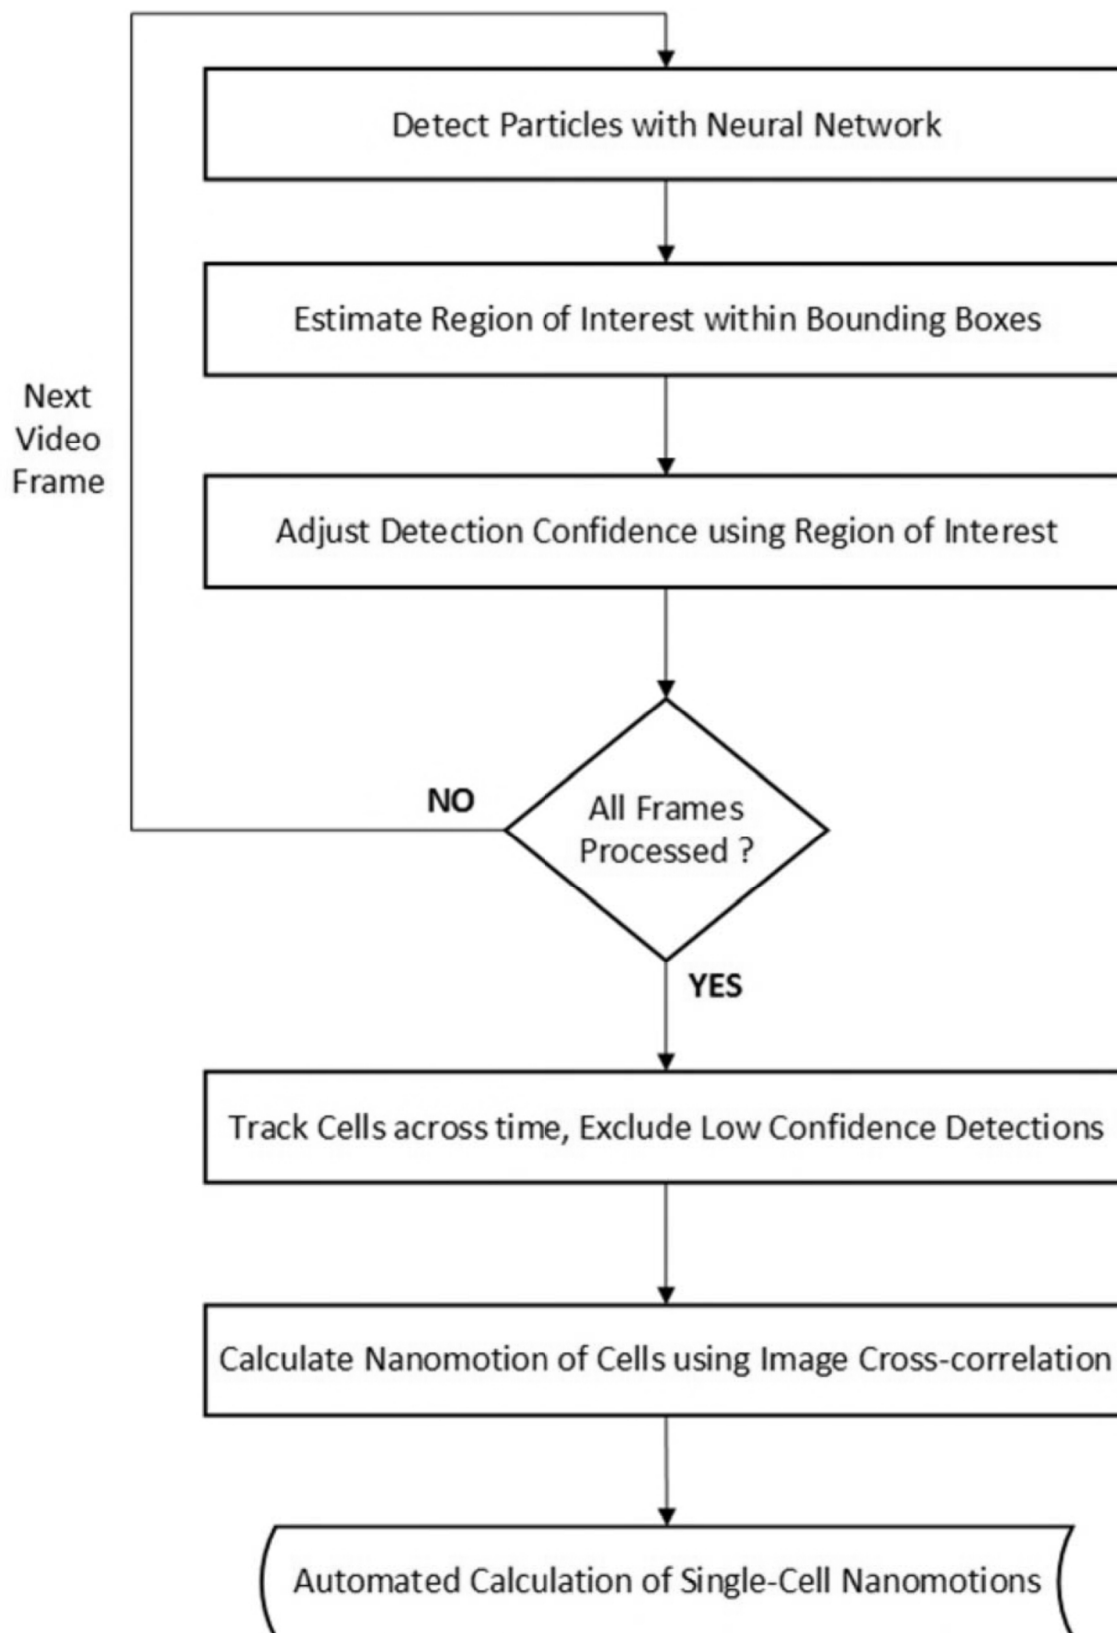 Detect Particles with Neural Network
Estimate Region of Interest within Bounding Boxes
Next
Video
Frame
Adjust Detection Confidence using Region of Interest
NO
All Frames
Processed ?
YES
Track Cells across time, Exclude Low Confidence Detections
Calculate Nanomotion of Cells using Image Cross-correlation
Automated Calculation of Single-Cell Nanomotions